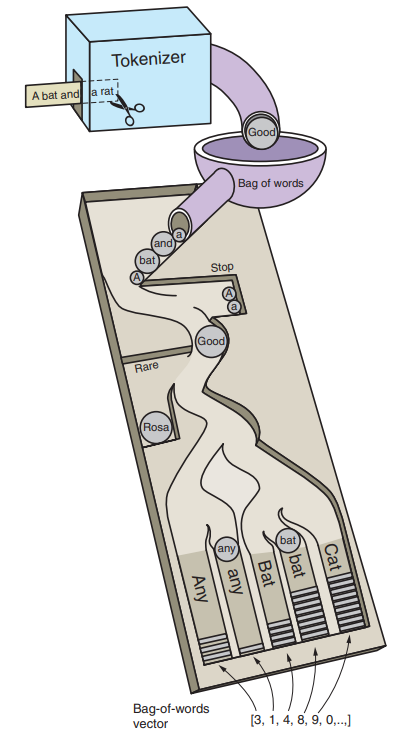 Tokenizer
A bat and a rat
Good
Bag of words
a
and
bat
A
Stop
A
a
Good
Rare
Rosa
any
bat
Any
any
Bat
bat
Cat
Bag-of-words
vector
[3, 1, 4, 8, 9, 0,..,]